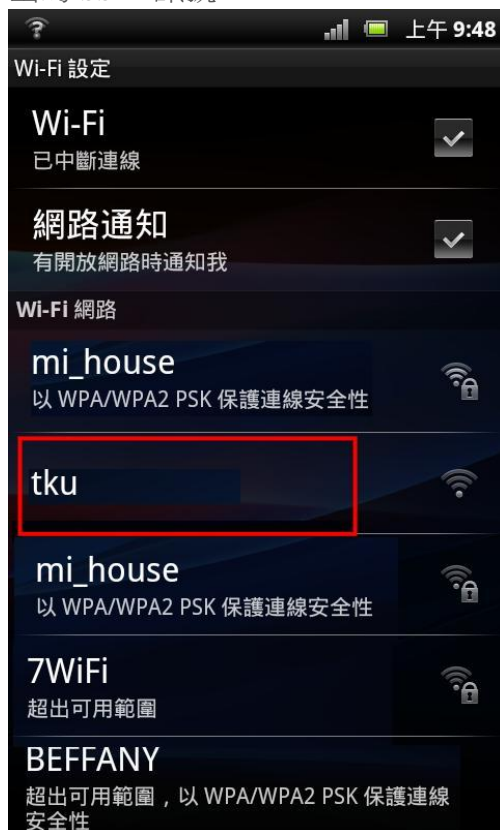 上午 9:48
Wi-Fi 設定
Wi-Fi
已中斷連線
網路通知
有開放網路時通知我
Wi-Fi 網路
mi_house
以 WPA/WPA2 PSK 保護連線安全性
tku
mi_house
以 WPA/WPA2 PSK 保護連線安全性
7WiFi
超出可用範圍
BEFFANY
超出可用範圍，以 WPA/WPA2 PSK 保護連線
安全性